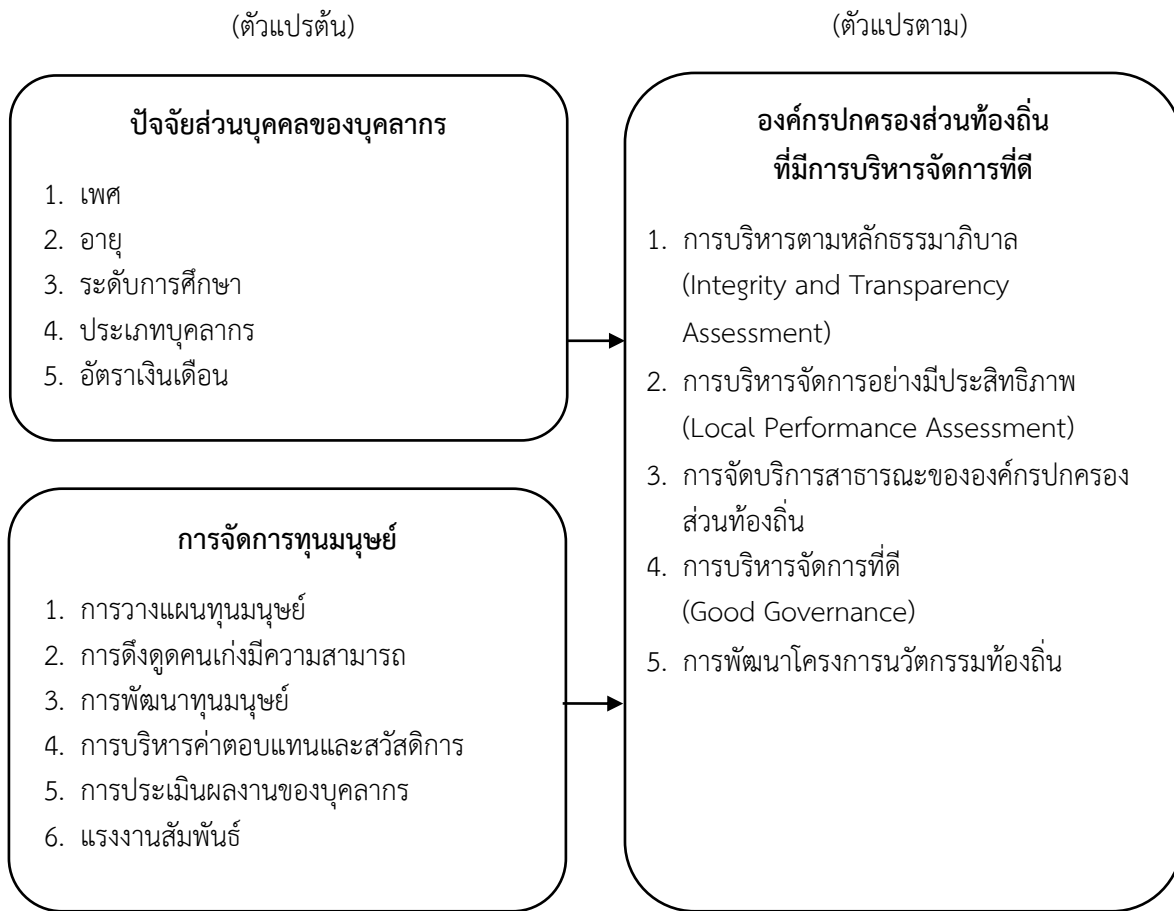 (ตัวแปรต้น)
(ตัวแปรตาม)
ปัจจัยส่วนบุคคลของบุคลากร
1. เพศ
2. อายุ
3. ระดับการศึกษา
4. ประเภทบุคลากร
5. อัตราเงินเดือน
การจัดการทุนมนุษย์
1. การวางแผนทุนมนุษย์
2. การดึงดูดคนเก่งมีความสามารถ
3. การพัฒนาทุนมนุษย์
4. การบริหารค่าตอบแทนและสวัสดิการ
5. การประเมินผลงานของบุคลากร
6. แรงงานสัมพันธ์
องค์กรปกครองส่วนท้องถิ่น
ที่มีการบริหารจัดการที่ดี
1. การบริหารตามหลักธรรมาภิบาล
(Integrity and Transparency
Assessment)
2. การบริหารจัดการอย่างมีประสิทธิภาพ
(Local Performance Assessment)
3. การจัดบริการสาธารณะขององค์กรปกครอง
ส่วนท้องถิ่น
4. การบริหารจัดการที่ดี
(Good Governance)
5. การพัฒนาโครงการนวัตกรรมท้องถิ่น